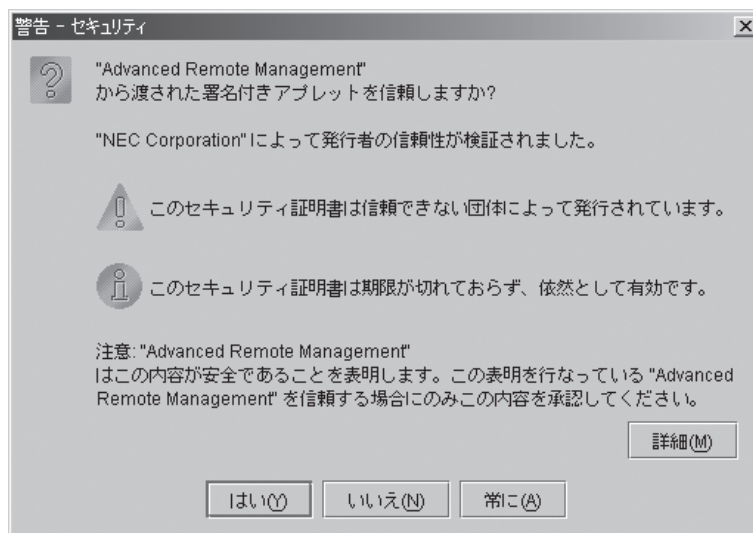 警告 - セキュリティ
"Advanced Remote Management"
から渡された署名付きアプレットを信頼しますか?
"NEC Corporation" によって発行者の信頼性が検証されました。
このセキュリティ証明書は信頼できない団体によって発行されています。
このセキュリティ証明書は期限が切れておらず、依然として有効です。
注意: "Advanced Remote Management"
はこの内容が安全であることを表明します。この表明を行なっている "Advanced
Remote Management" を信頼する場合にのみこの内容を承認してください。
詳細(M)
はい(Y) いいえ(N) 常に(A)